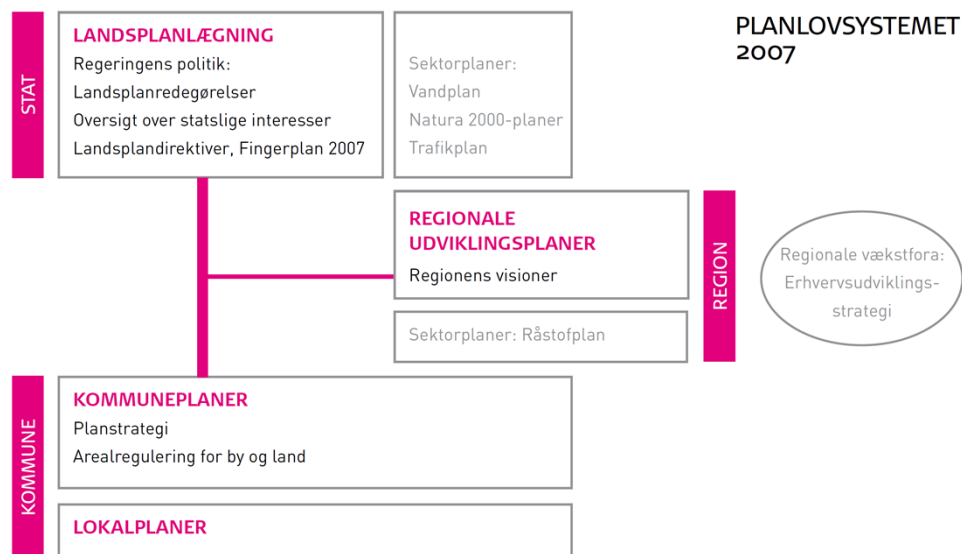 PLANLOVSYSTEMET
2007
STAT
LANDSPLANLÆGNING
Regeringens politik:
Landsplanredegørelser
Oversigt over statslige interesser
Landsplandirektiver, Fingerplan 2007
Sektorplaner:
Vandplan
Natura 2000-planer
Trafikplan
REGIONALE
UDVIKLINGSPLANER
Regionens visioner
Sektorplaner: Råstofplan
REGION
Regionale vækstfora:
Erhvervsudviklings-
strategi
KOMMUNE
KOMMUNEPLANER
Planstrategi
Arealregulering for by og land
LOKALPLANER